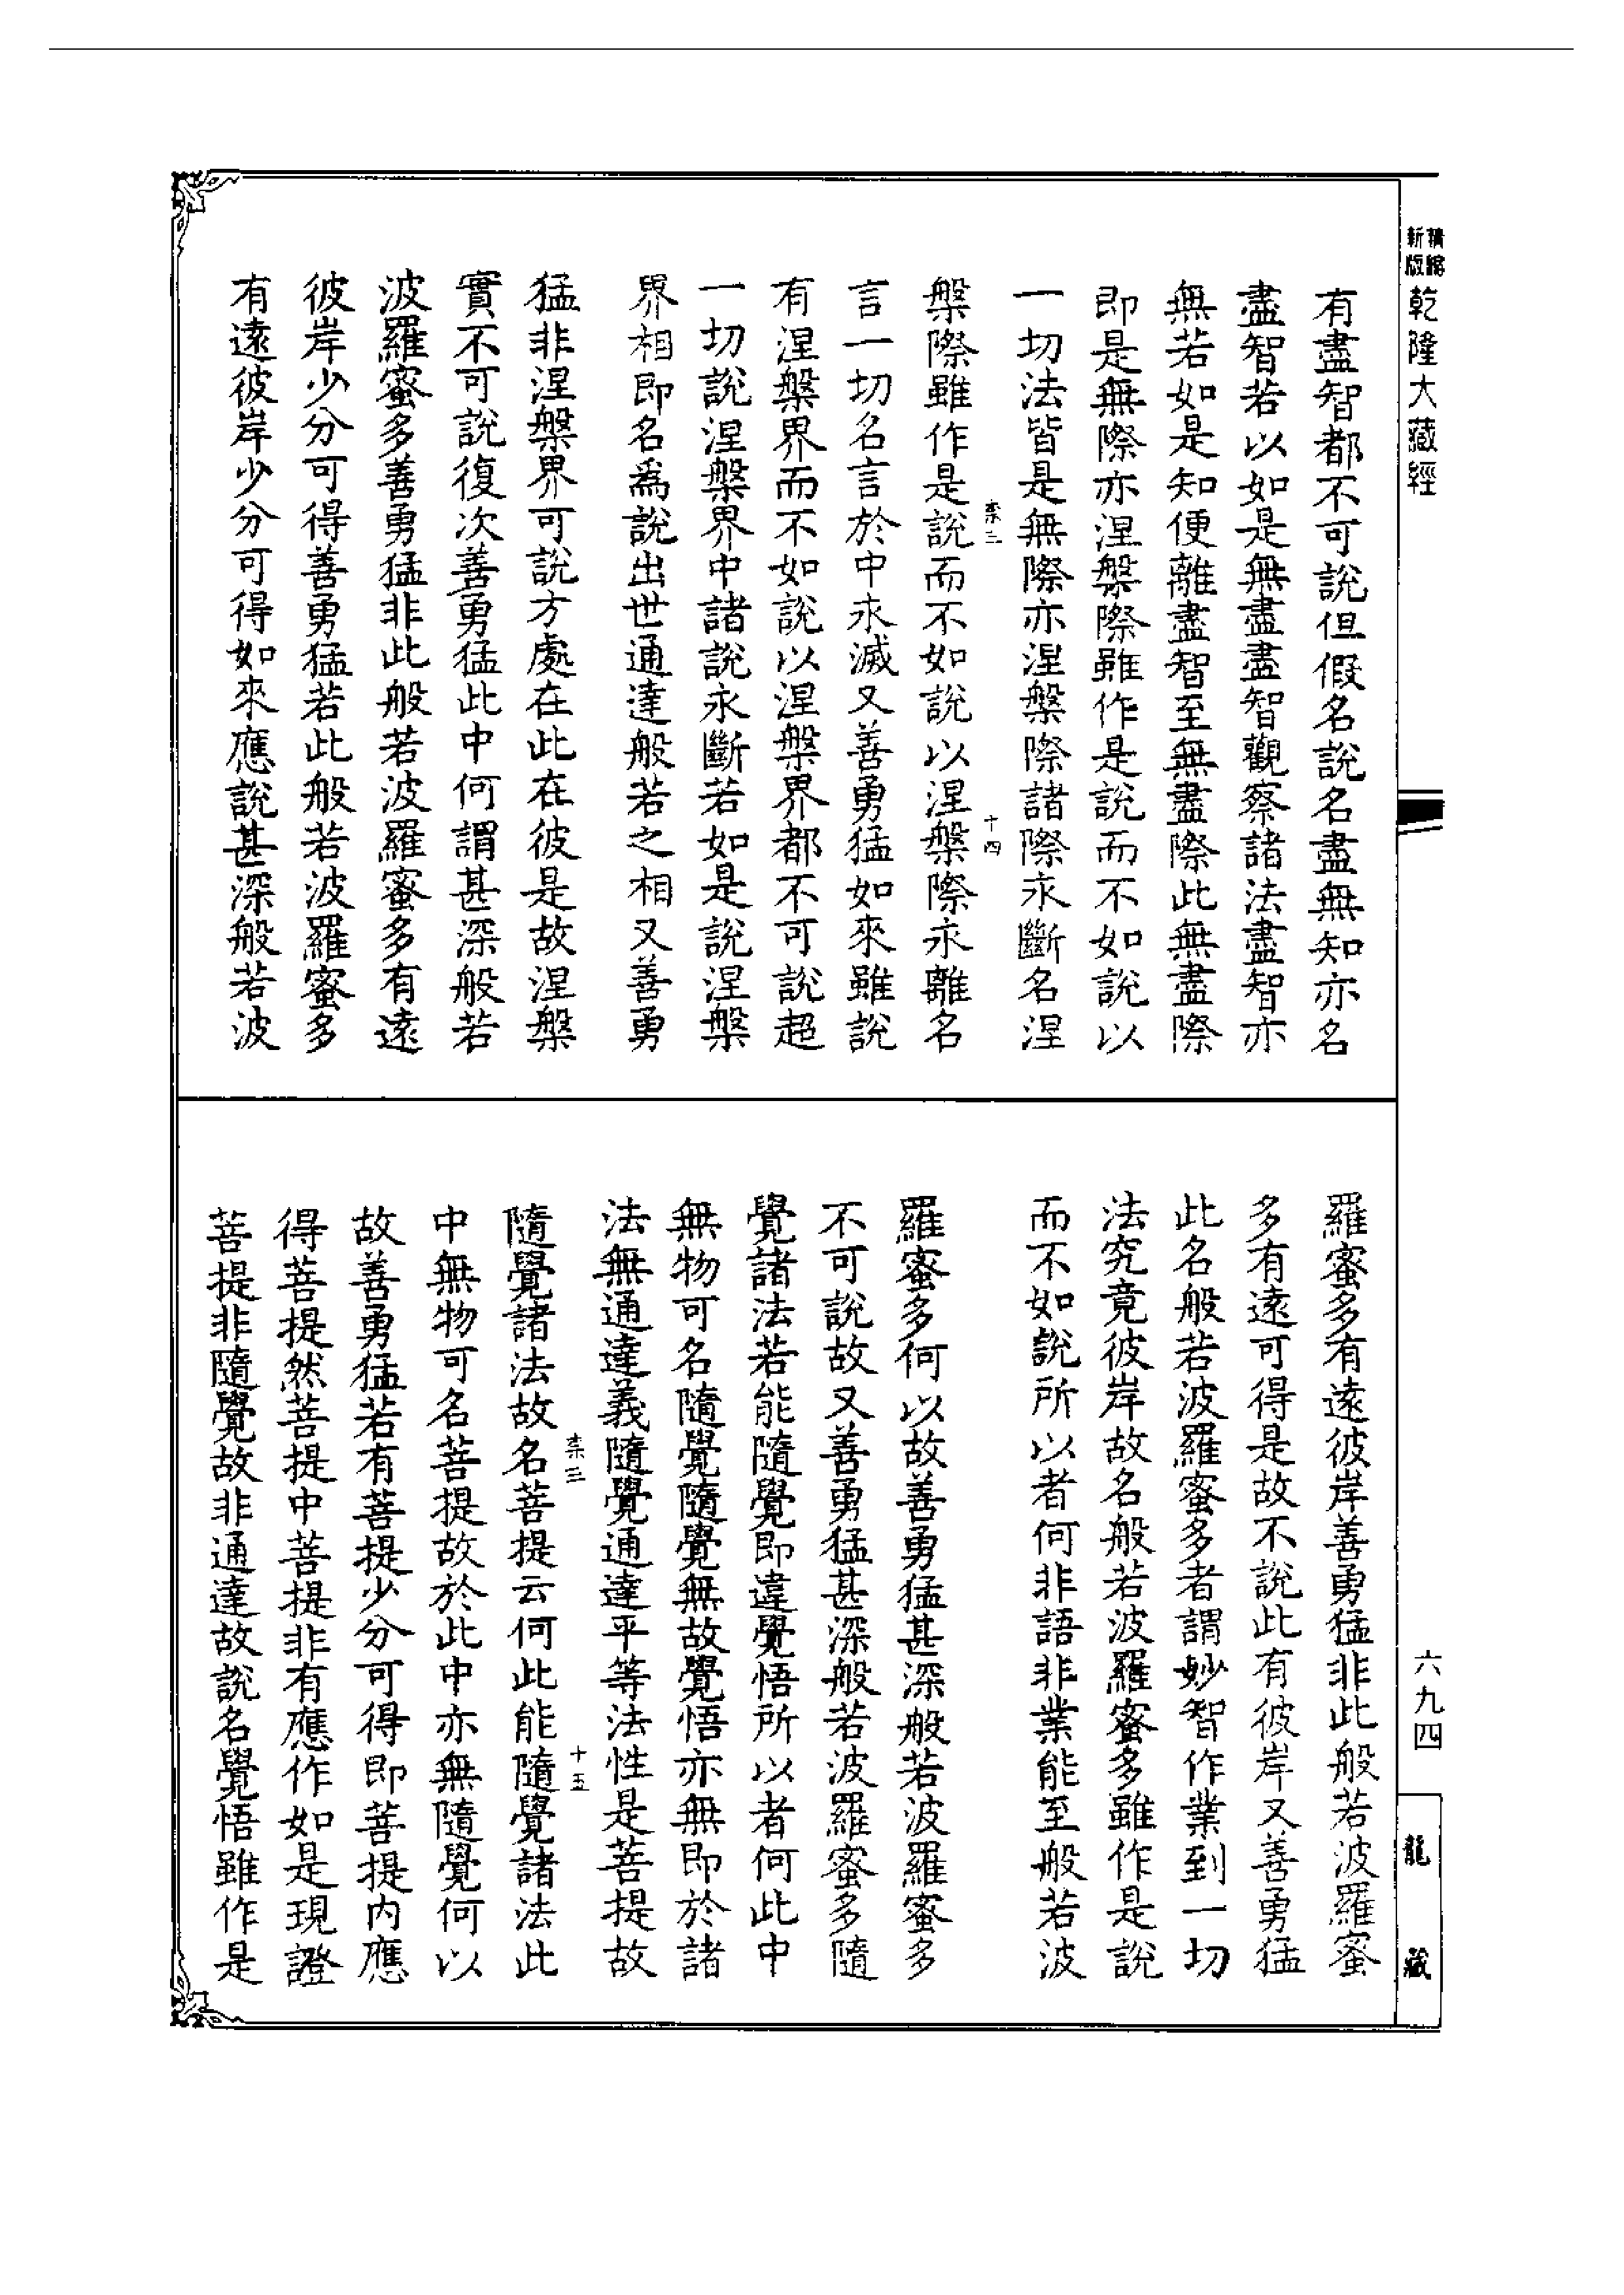 精縮新版乾隆大藏經
有盡智都不可說但假名說名盡無知亦名
盡智若以如是無盡盡智觀察諸法盡智亦
無若如是知便離盡智至無盡際此無盡際
即是無際亦涅槃際雖作是說而不如說以
一切法皆是無際亦涅槃際諸際永斷名涅
柰三 十四
槃際雖作是說而不如說以涅槃際永離名
言一切名言於中永滅又善勇猛如來雖說
有涅槃界而不如說以涅槃界都不可說超
一切說涅槃界中諸說永斷若如是說涅槃
界相即名爲說出世通達般若之相又善勇
猛非涅槃界可說方處在此在彼是故涅槃
實不可說復次善勇猛此中何謂甚深般若
波羅蜜多善勇猛非此般若波羅蜜多有遠
彼岸少分可得善勇猛若此般若波羅蜜多
有遠彼岸少分可得如來應說甚深般若波
羅蜜多有遠彼岸善勇猛非此般若波羅蜜
多有遠可得是故不說此有彼岸又善勇猛
此名般若波羅蜜多者謂妙智作業到一切
法究竟彼岸故名般若波羅蜜多雖作是說
而不如說所以者何非語非業能至般若波
羅蜜多何以故善勇猛甚深般若波羅蜜多
不可說故又善勇猛甚深般若波羅蜜多隨
覺諸法若能隨覺即違覺悟所以者何此中
無物可名隨覺隨覺無故覺悟亦無即於諸
法無通達義隨覺通達平等法性是菩提故
柰三 十五
隨覺諸法故名菩提云何此能隨覺諸法此
中無物可名菩提故於此中亦無隨覺何以
故善勇猛若有菩提少分可得即菩提內應
得菩提然菩提中菩提非有應作如是現證
菩提非隨覺故非通達故說名覺悟雖作是
六九四
龍藏